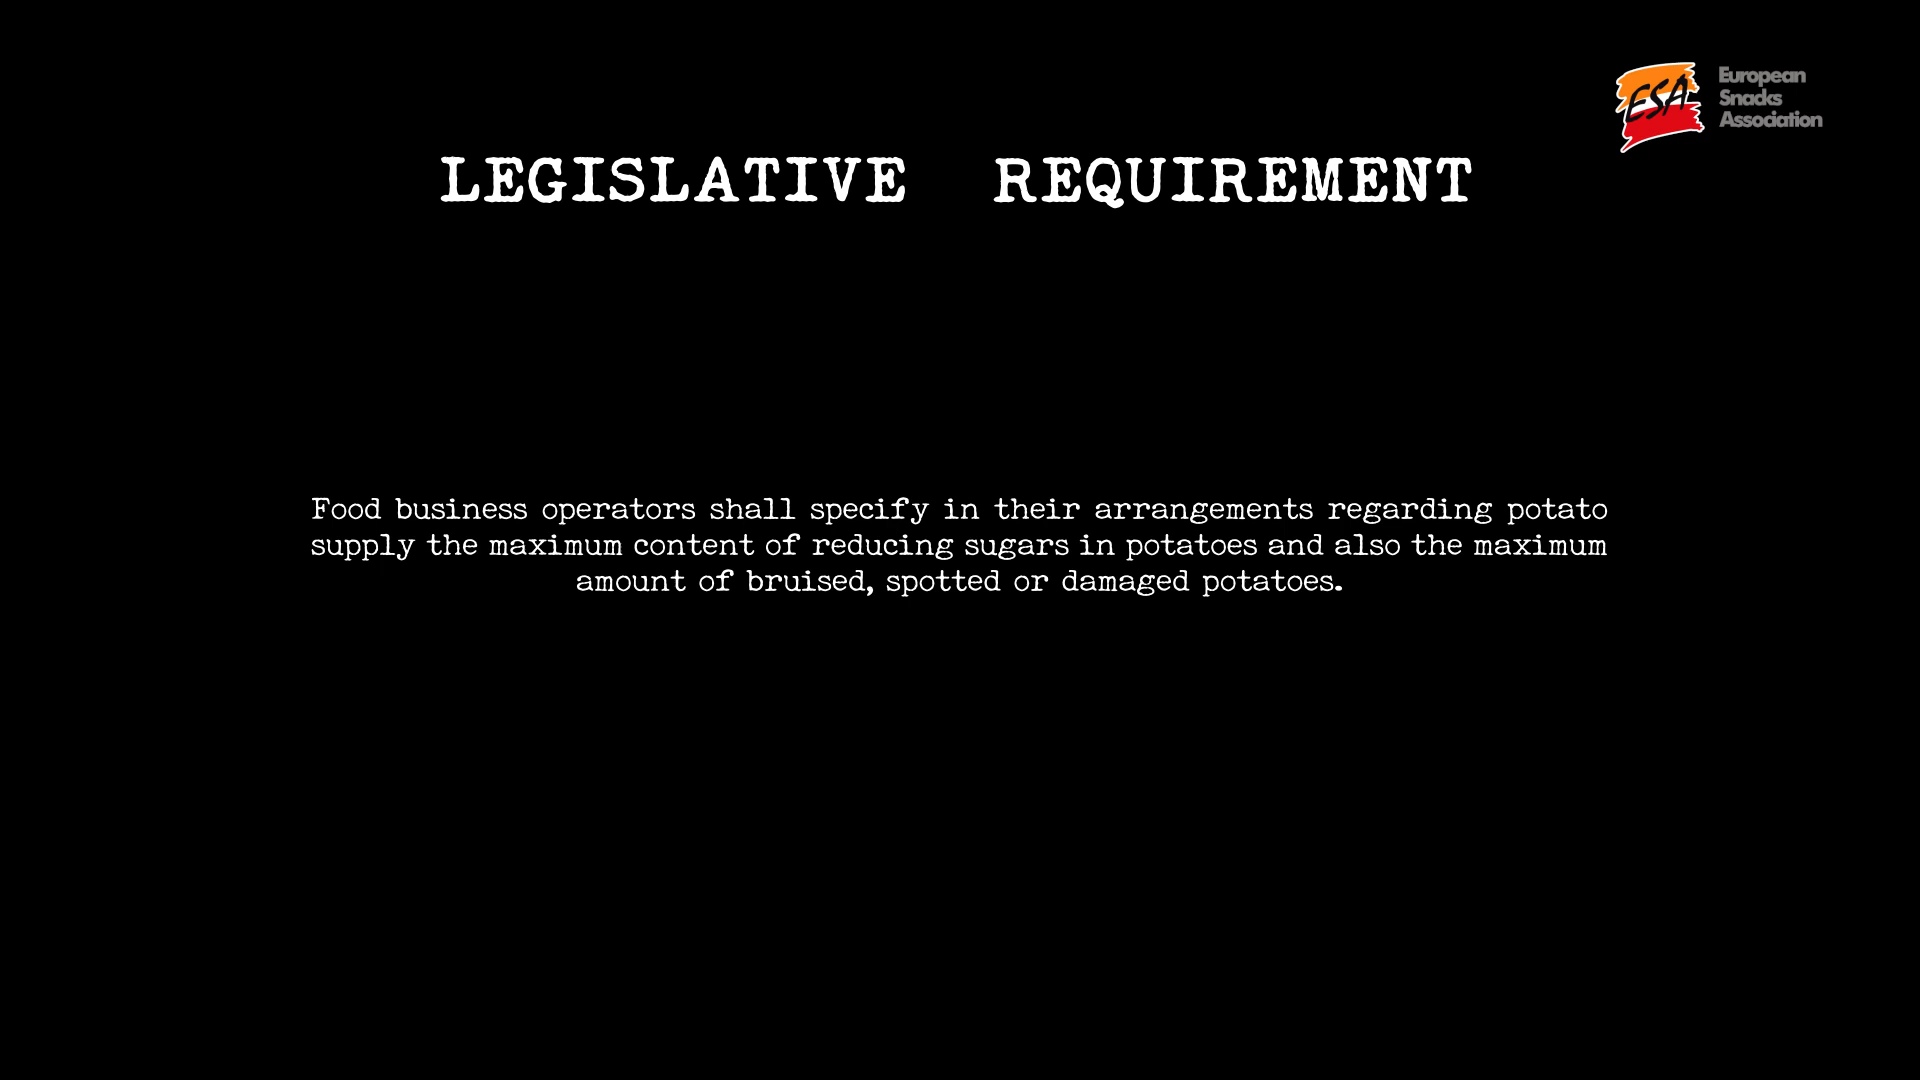 ESA
European
Snacks
Association
LEGISLATIVE REQUIREMENT
Food business operators shall specify in their arrangements regarding potato
supply the maximum content of reducing sugars in potatoes and also the maximum
amount of bruised, spotted or damaged potatoes.